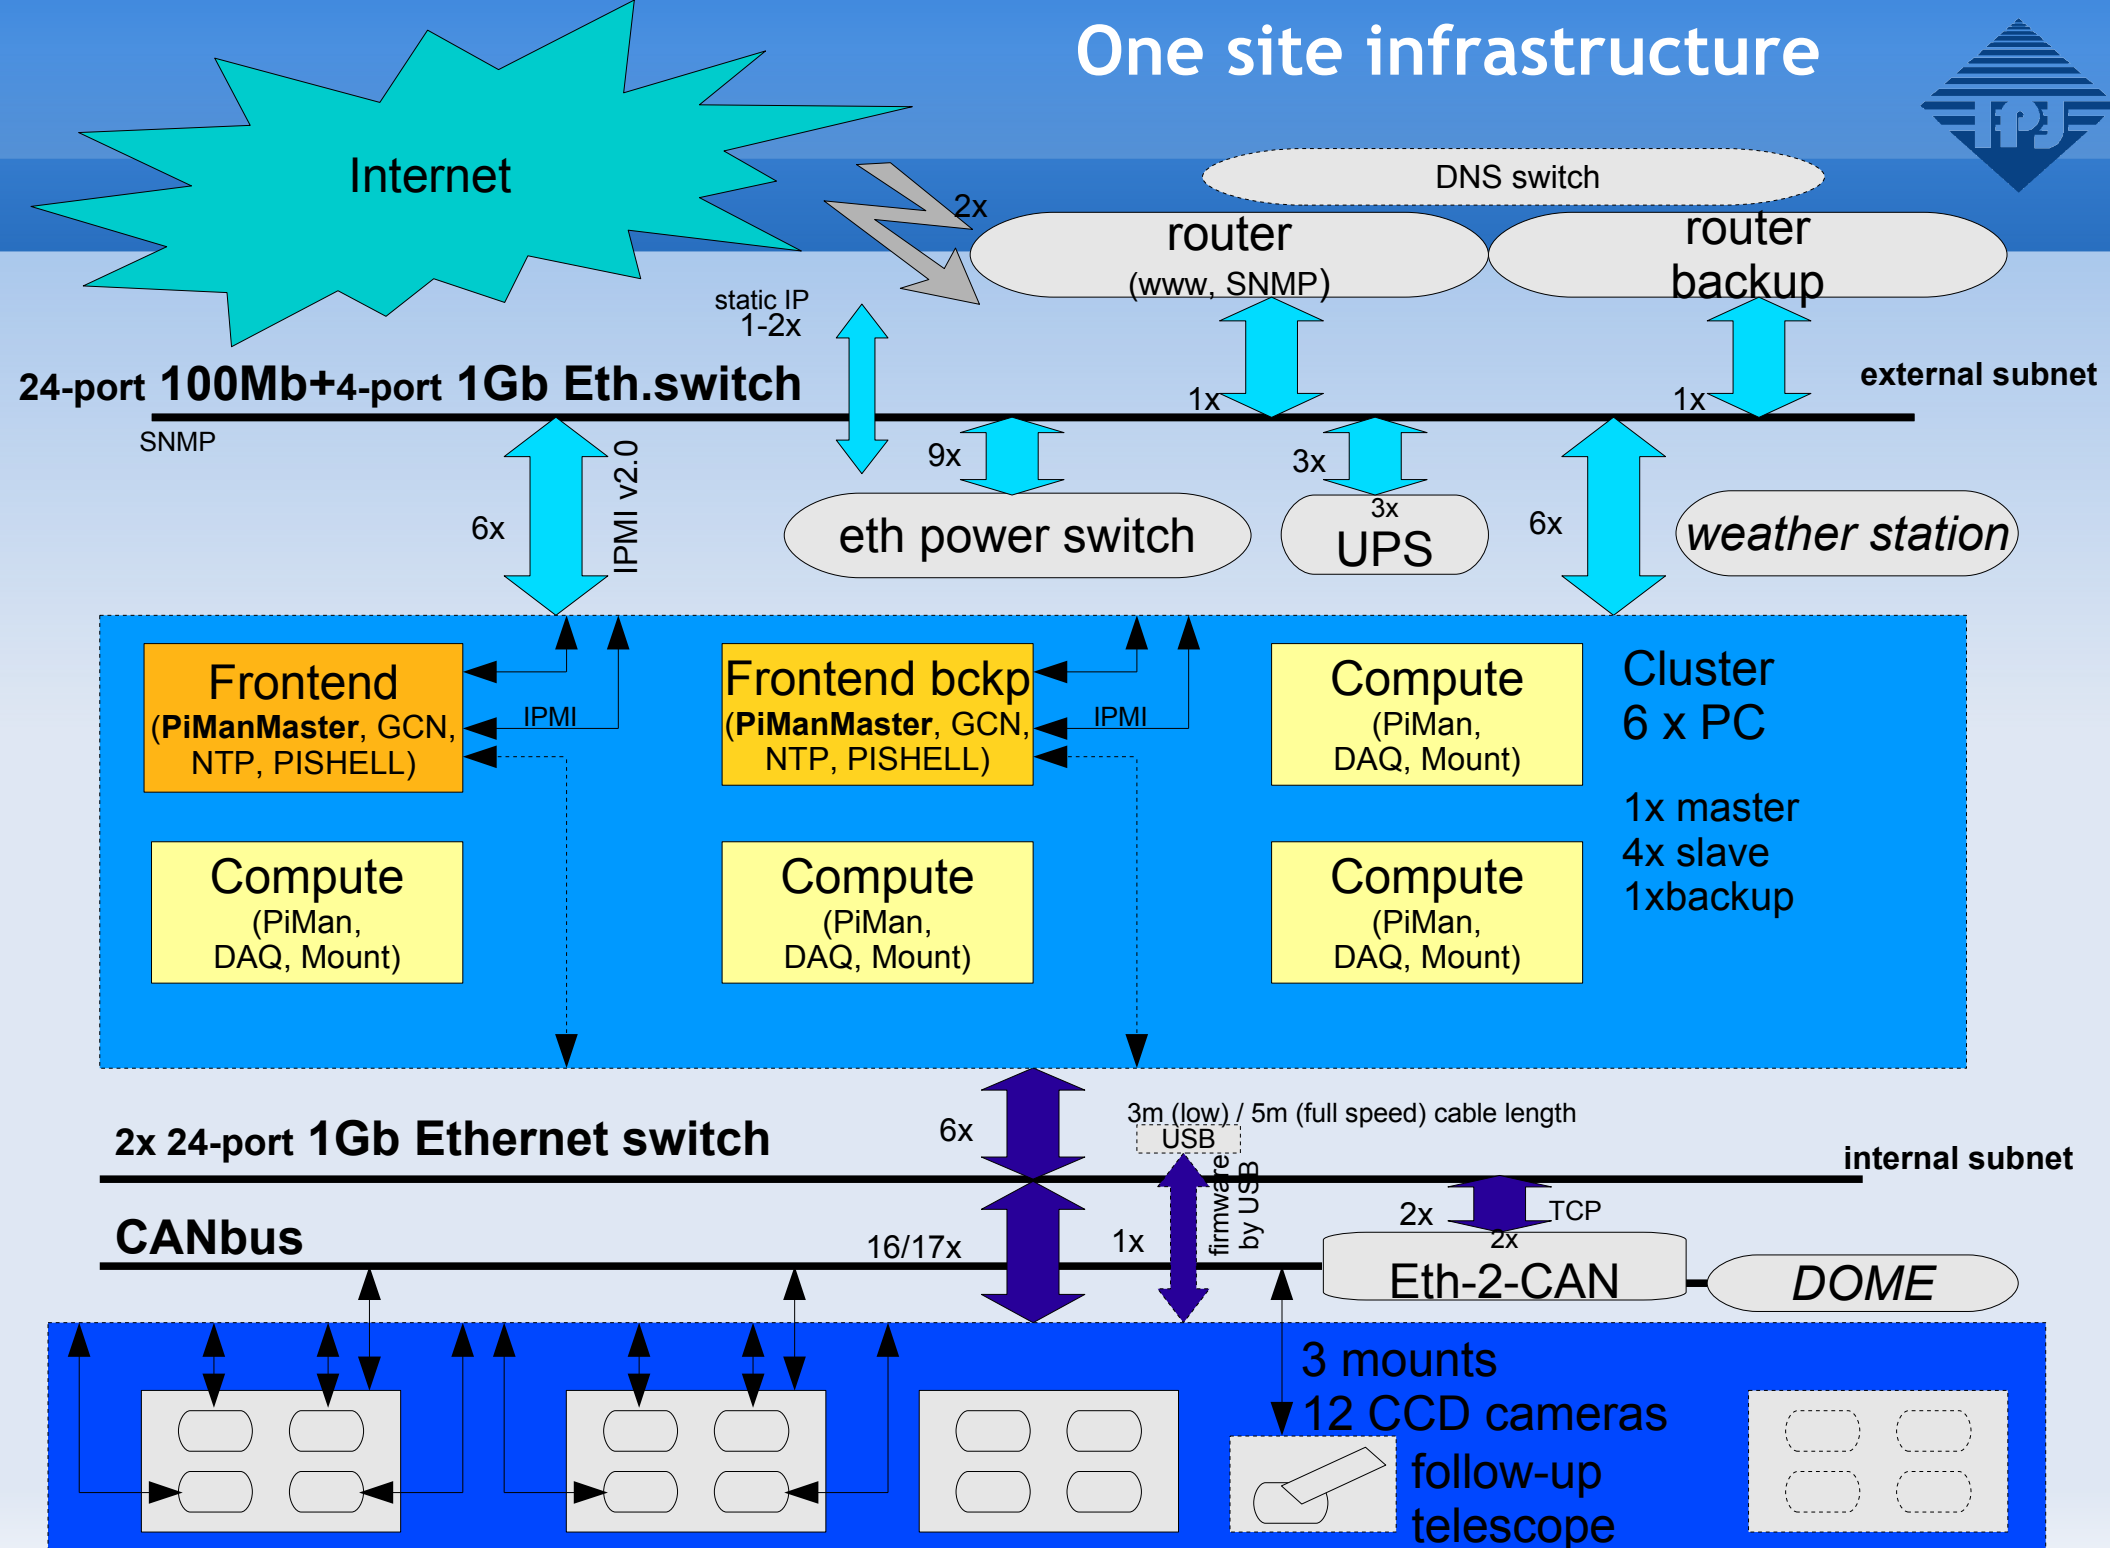 One site infrastructure
IPJ
Internet
DNS switch
2x
router
(www, SNMP)
router
backup
static IP
1-2x
24-port 100Mb+4-port 1Gb Eth.switch
1x
1x
external subnet
SNMP
6x
IPMI v2.0
9x
eth power switch
3x
3x
UPS
6x
weather station
Frontend
(PiManMaster, GCN,
NTP, PISHELL)
IPMI
Frontend bckp
(PiManMaster, GCN,
NTP, PISHELL)
IPMI
Compute
(PiMan,
DAQ, Mount)
Cluster
6 x PC
1x master
4x slave
1xbackup
Compute
(PiMan,
DAQ, Mount)
Compute
(PiMan,
DAQ, Mount)
Compute
(PiMan,
DAQ, Mount)
2x 24-port 1Gb Ethernet switch
6x
3m (low) / 5m (full speed) cable length
USB
firmware
by USB
internal subnet
CANbus
16/17x
1x
2x
TCP
2x
Eth-2-CAN
DOME
3 mounts
12 CCD cameras
follow-up
telescope